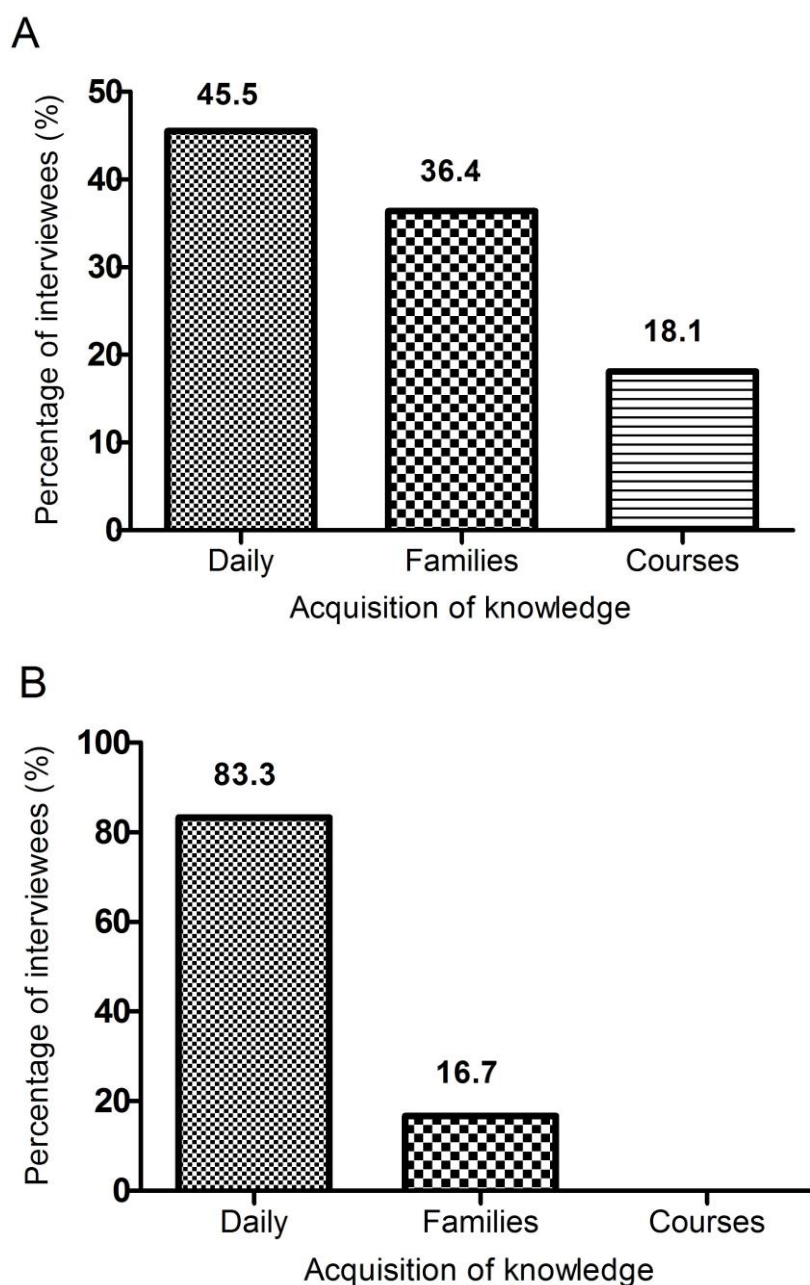 A
Percentage of interviewees (%)
50
40
30
20
10
0
45.5
36.4
18.1
Daily
Families
Courses
Acquisition of knowledge
B
Percentage of interviewees (%)
100
80
60
40
20
0
83.3
16.7
Daily
Families
Courses
Acquisition of knowledge